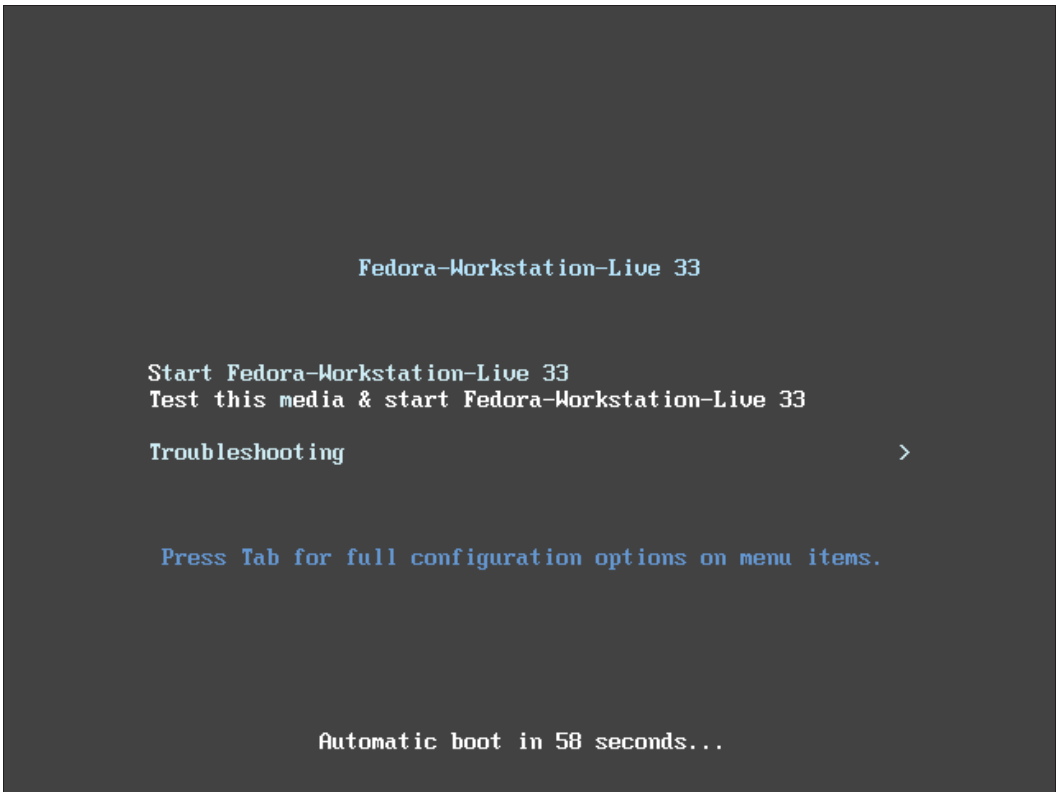 Fedora-Workstation-Live 33
Start Fedora-Workstation-Live 33
Test this media & start Fedora-Workstation-Live 33
Troubleshooting >
Press Tab for full configuration options on menu items.
Automatic boot in 58 seconds...